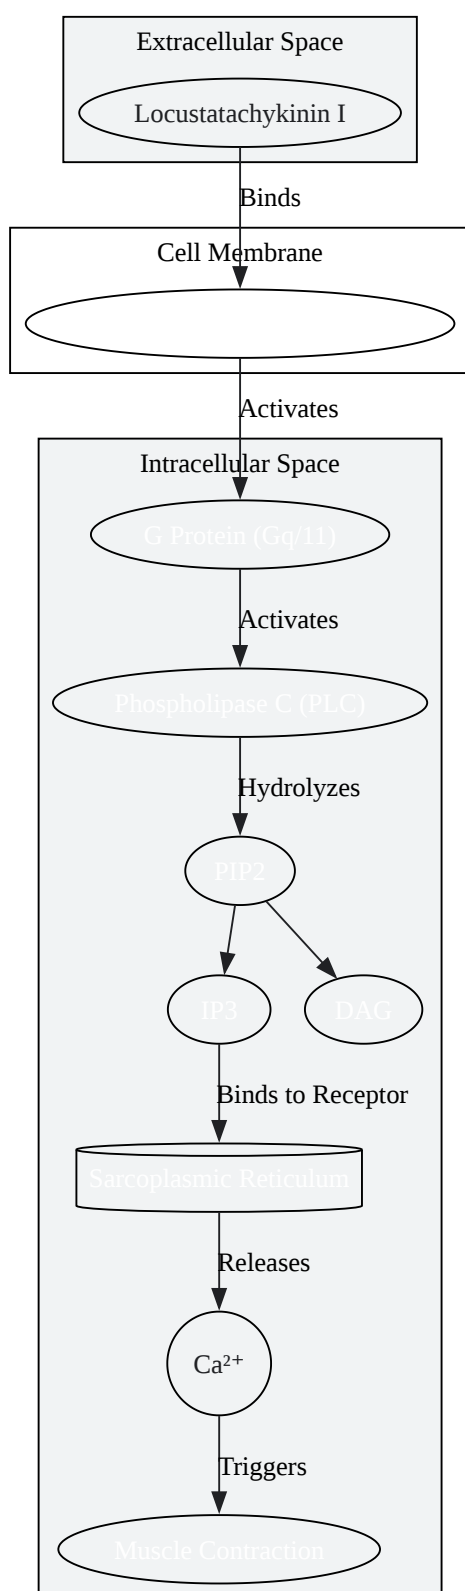 Extracellular Space
Locustatachykinin I
Binds
Cell Membrane
Activates
Intracellular Space
G Protein (Gq/11)
Activates
Phospholipase C (PLC)
Hydrolyzes
PIP2
IP3
DAG
Binds to Receptor
Sarcoplasmic Reticulum
Releases
Ca²⁺
Triggers
Muscle Contraction